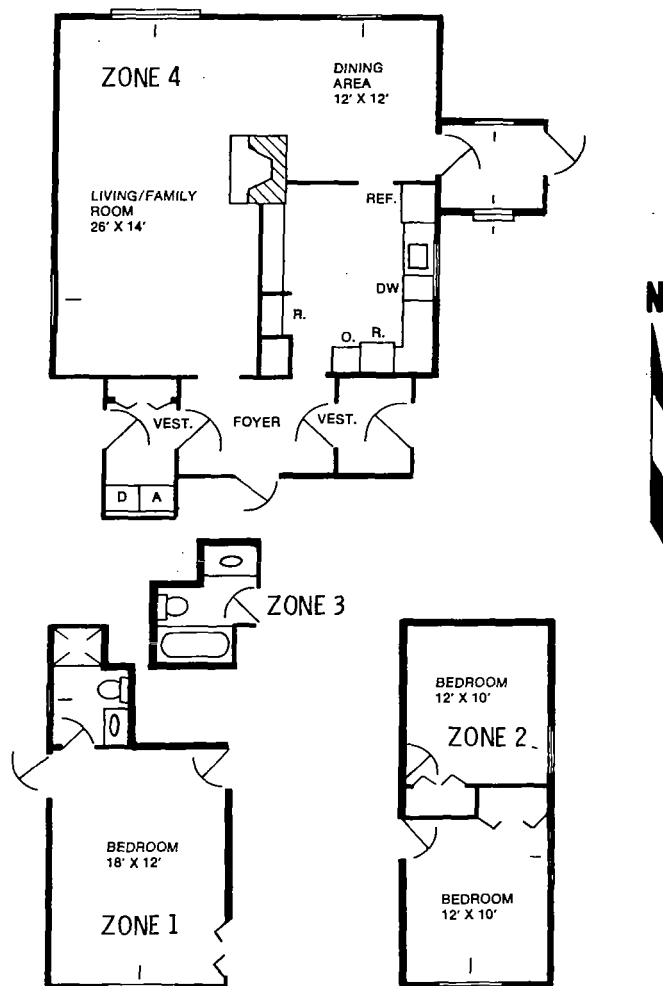 ZONE 4
DINING
AREA
12' X 12'
LIVING/FAMILY
ROOM
26' X 14'
REF.
DW
R.
O.
R.
N
VEST.
FOYER
VEST.
D
A
ZONE 3
BEDROOM
12' X 10'
ZONE 2
BEDROOM
18' X 12'
ZONE 1
BEDROOM
12' X 10'